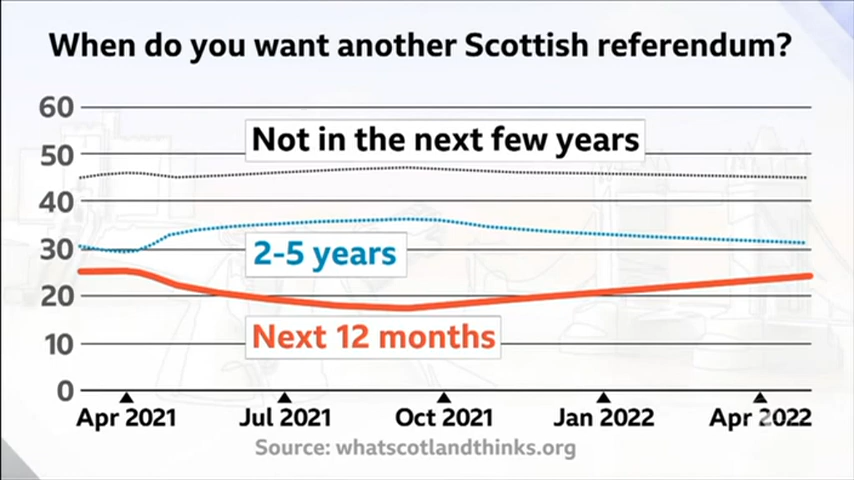 When do you want another Scottish referendum?
60
50
40
30
20
10
0
Not in the next few years
2-5 years
Next 12 months
Apr 2021 Jul 2021 Oct 2021 Jan 2022 Apr 2022
Source: whatscotlandthinks.org